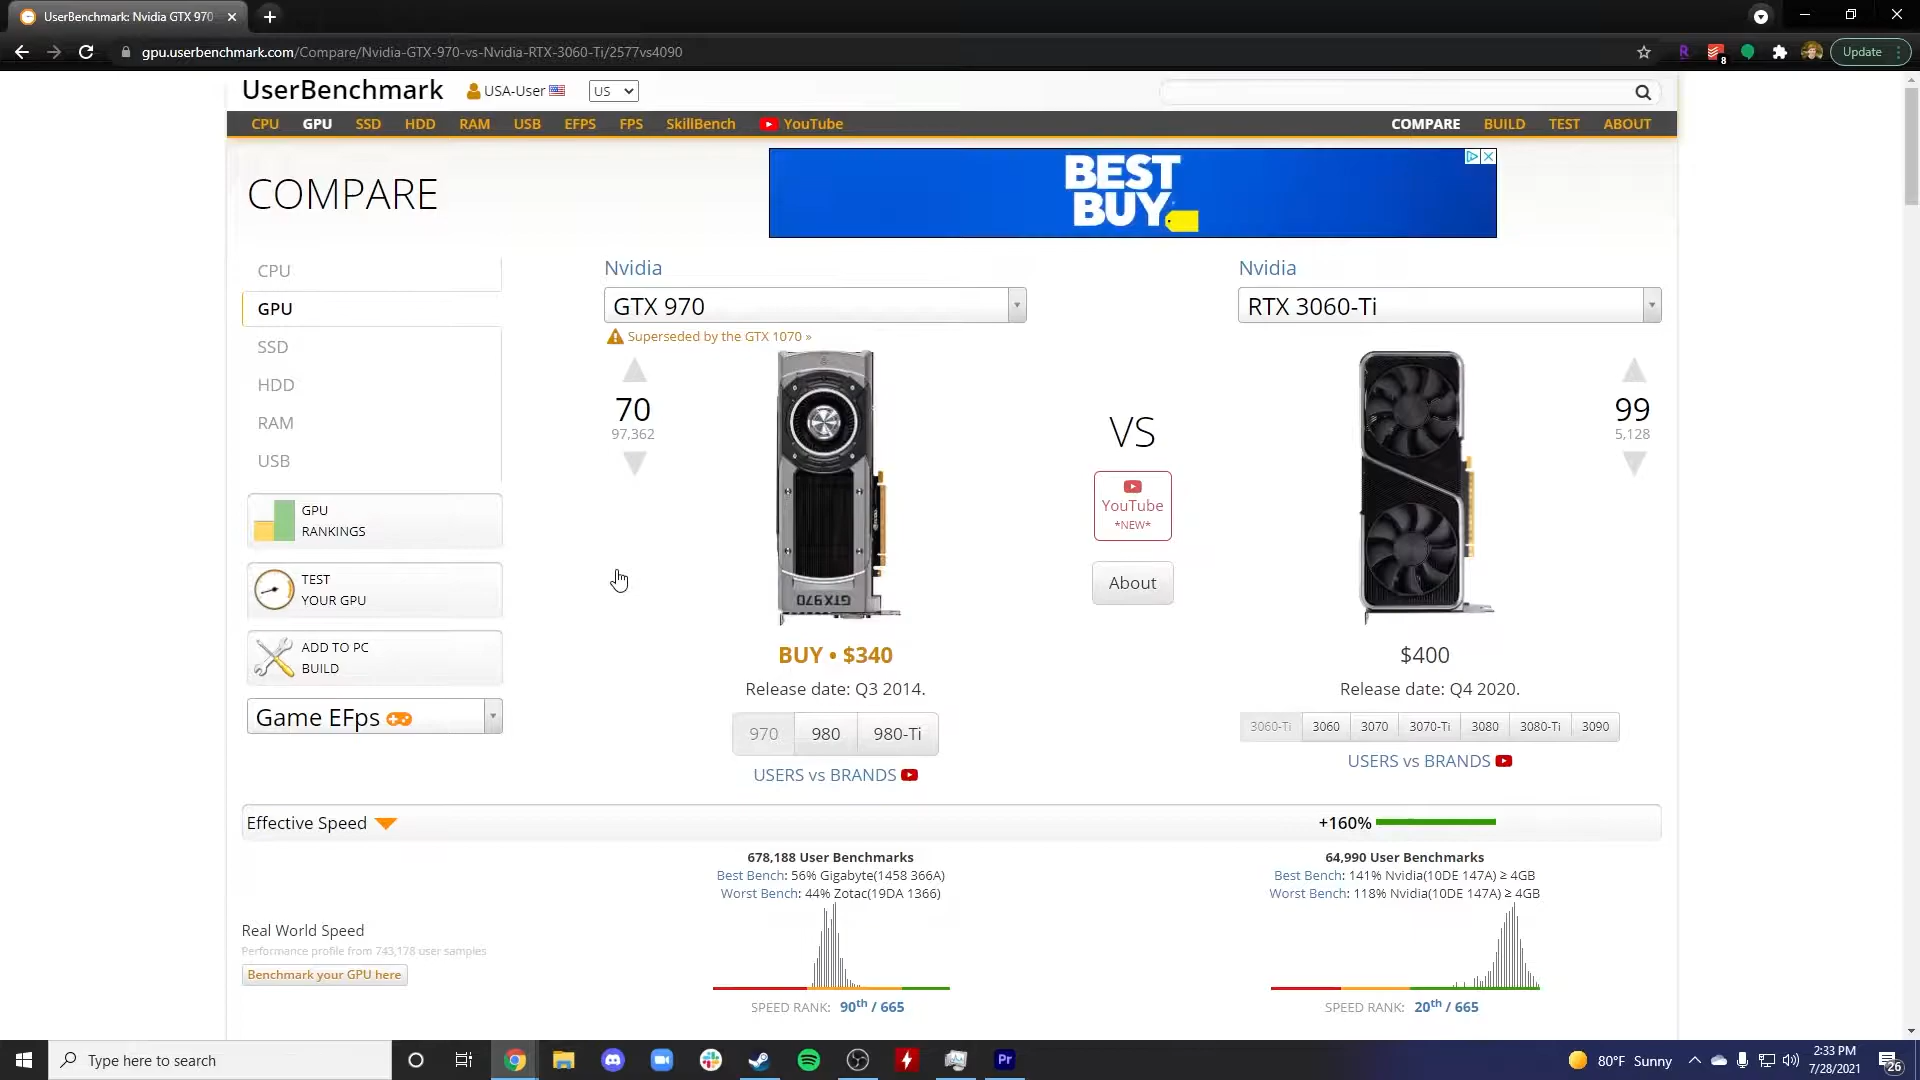 UserBenchmark: Nvidia GTX 970
Update
gpu.userbenchmark.com/Compare/Nvidia-GTX-970-vs-Nvidia-RTX-3060-Ti/2577vs4090
8
UserBenchmark USA-User US
CPU GPU SSD HDD RAM USB EFPS FPS SkillBench YouTube COMPARE BUILD TEST ABOUT
COMPARE
BEST
BUY
CPU
GPU
SSD
HDD
RAM
USB
GPU
RANKINGS
TEST
YOUR GPU
ADD TO PC
BUILD
Game EFps
Nvidia
GTX 970
Superseded by the GTX 1070 »
70
97,362
GTX970
BUY • $340
Release date: Q3 2014.
970 980 980-Ti
USERS vs BRANDS
VS
YouTube
*NEW*
About
Nvidia
RTX 3060-Ti
99
5,128
$400
Release date: Q4 2020.
3060-Ti 3060 3070 3070-Ti 3080 3080-Ti 3090
USERS vs BRANDS
Effective Speed +160%
Real World Speed
Performance profile from 743,178 user samples
Benchmark your GPU here
678,188 User Benchmarks
Best Bench: 56% Gigabyte(1458 366A)
Worst Bench: 44% Zotac(19DA 1366)
SPEED RANK: 90th / 665
64,990 User Benchmarks
Best Bench: 141% Nvidia(10DE 147A) ≥ 4GB
Worst Bench: 118% Nvidia(10DE 147A) ≥ 4GB
SPEED RANK: 20th / 665
Type here to search
Pr
80°F Sunny
2:33 PM
7/28/2021
26